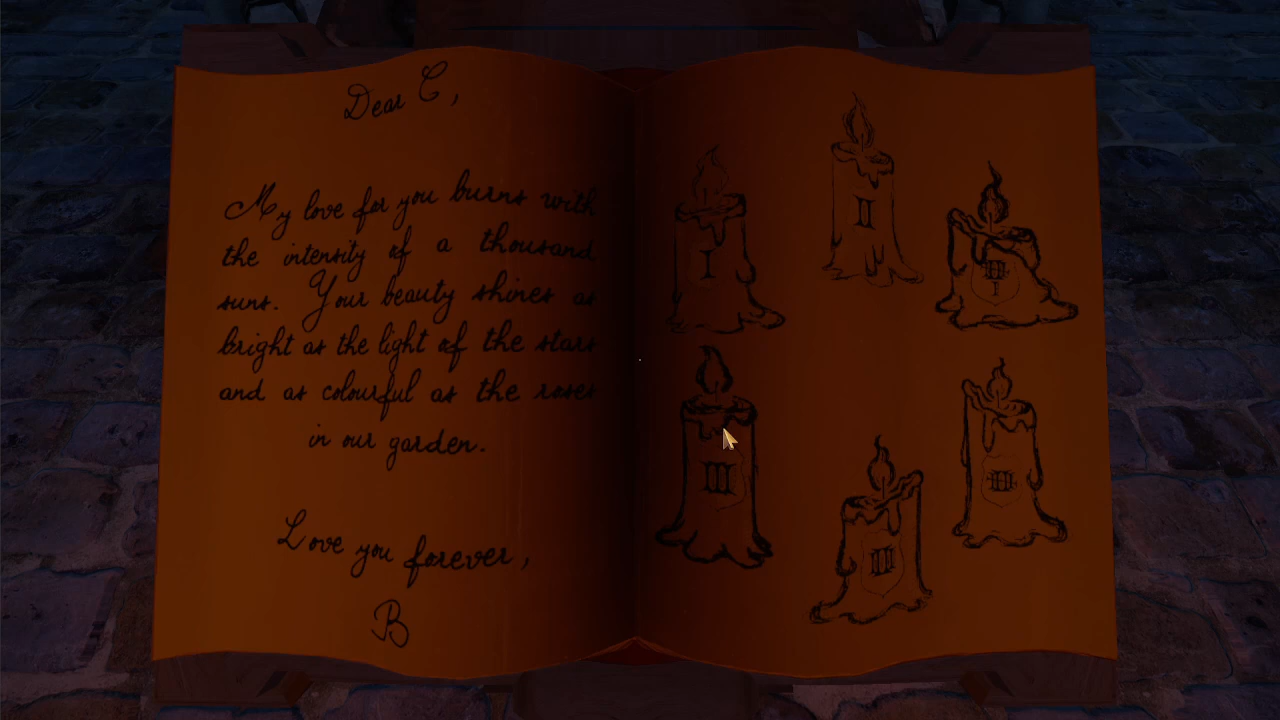 Dear C,
My love for you burns with
the intensity of a thousand
suns. Your beauty shines as
bright as the light of the stars
and as colourful as the roses
in our garden.
Love you forever,
B
I
II
III
II